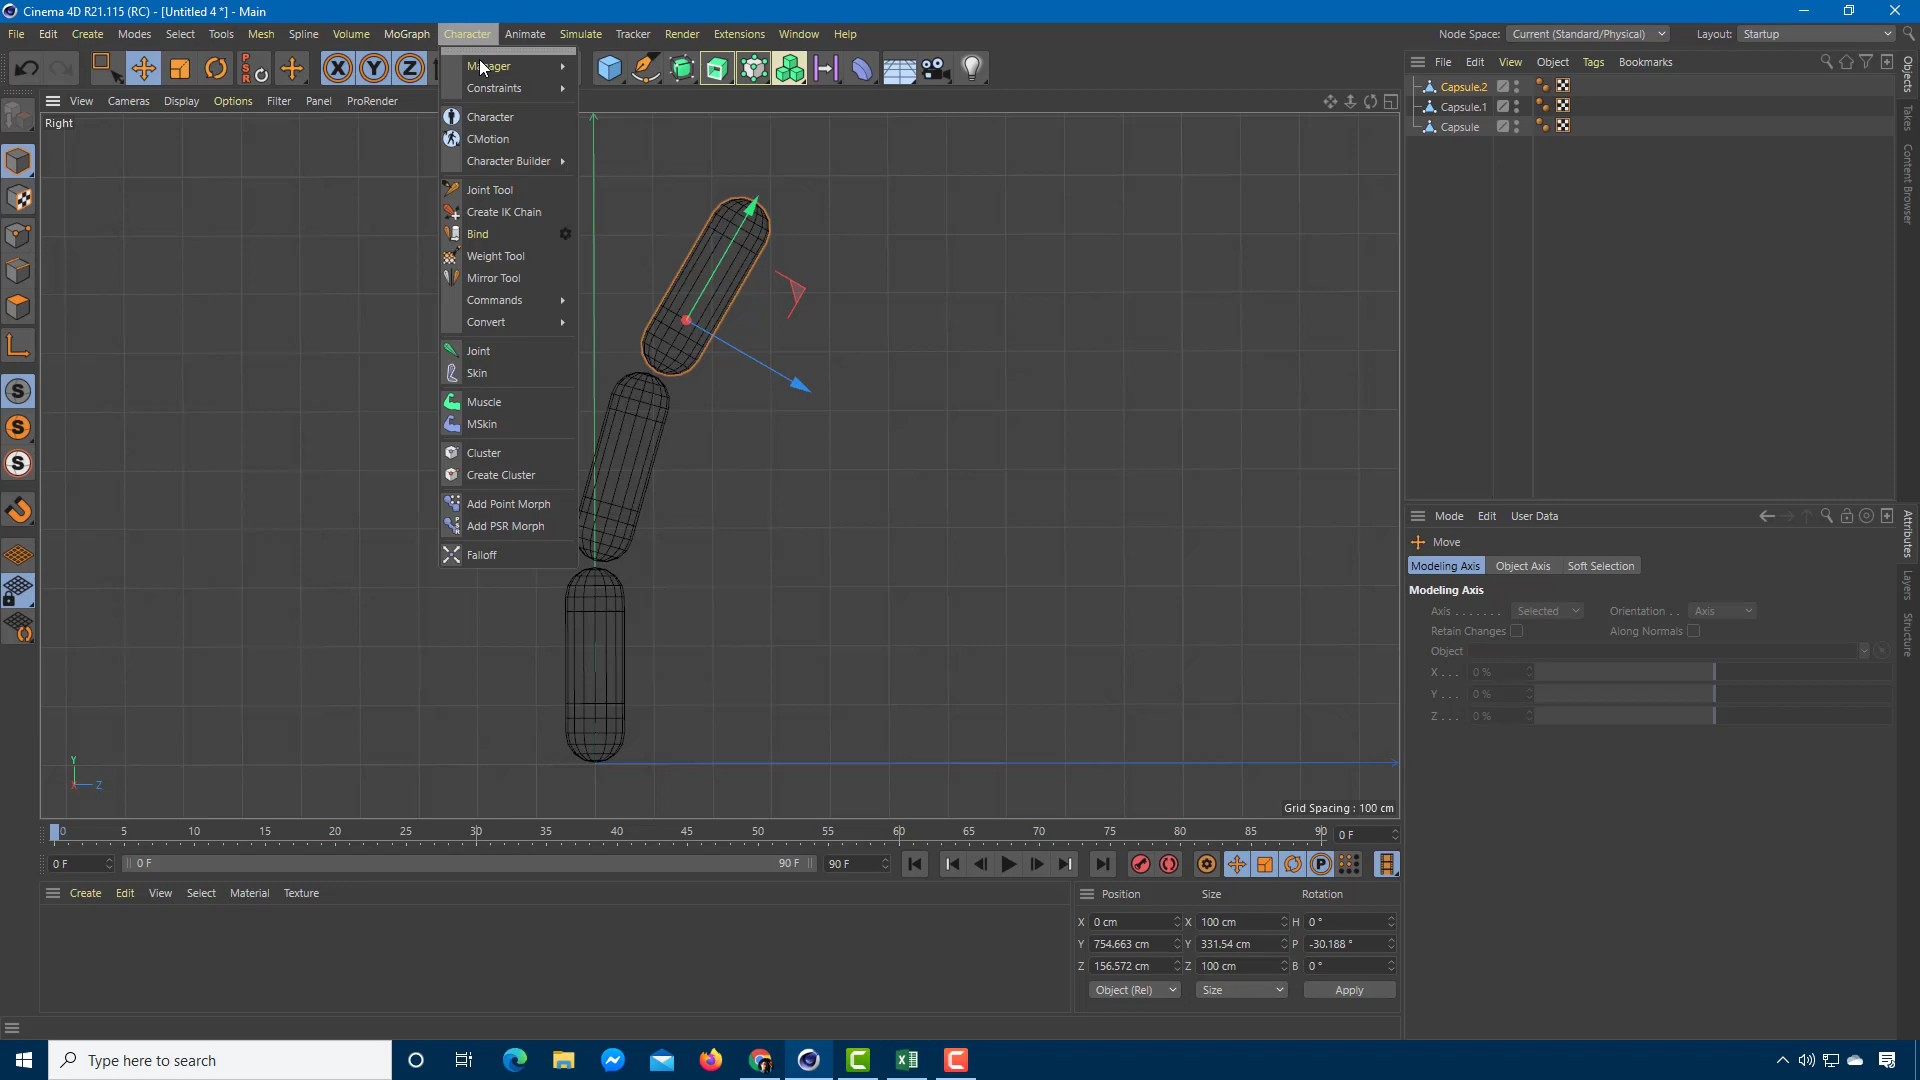 Cinema 4D R21.115 (RC) - [Untitled 4 *] - Main
File Edit Create Modes Select Tools Mesh Spline Volume MoGraph Character Animate Simulate Tracker Render Extensions Window Help
Node Space: Current (Standard/Physical) Layout: Startup
X Y Z
P S R
File Edit View Object Tags Bookmarks
View Cameras Display Options Filter Panel ProRender
Right
Manager
Constraints
Character
CMotion
Character Builder
Joint Tool
Create IK Chain
Bind
Weight Tool
Mirror Tool
Commands
Convert
Joint
Skin
Muscle
MSkin
Cluster
Create Cluster
Add Point Morph
Add PSR Morph
Falloff
Capsule.2
Capsule.1
Capsule
Objects
Takes
Content Browser
S
S
S
Y
X Z
Grid Spacing : 100 cm
Mode Edit User Data
Move
Modeling Axis Object Axis Soft Selection
Modeling Axis
Axis . . . . . . . Selected Orientation . . Axis
Retain Changes Along Normals
Object
X . . . 0 %
Y . . . 0 %
Z . . . 0 %
Attributes
Layers
Structure
0 5 10 15 20 25 30 35 40 45 50 55 60 65 70 75 80 85 90 0 F
0 F 0 F 90 F 90 F
P
Create Edit View Select Material Texture
Position Size Rotation
X 0 cm X 100 cm H 0 °
Y 754.663 cm Y 331.54 cm P -30.188 °
Z 156.572 cm Z 100 cm B 0 °
Object (Rel) Size Apply
Type here to search